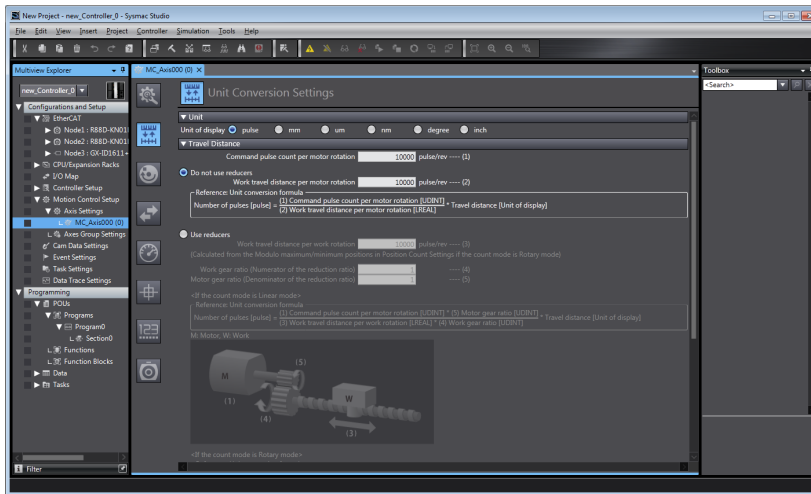 New Project - new_Controller_0 - Sysmac Studio
File Edit View Insert Project Controller Simulation Tools Help
Multiview Explorer
MC_Axis000 (0)
Toolbox
new_Controller_0
<Search>
Unit Conversion Settings
Configurations and Setup
EtherCAT
Node1 : R88D-KN01
Node2 : R88D-KN01
Node3 : GX-ID1611
CPU/Expansion Racks
I/O Map
Controller Setup
Motion Control Setup
Axis Settings
MC_Axis000 (0)
Axes Group Settings
Cam Data Settings
Event Settings
Task Settings
Data Trace Settings
Programming
POUs
Programs
Program0
Section0
Functions
Function Blocks
Data
Tasks
Filter
Unit
Unit of display pulse mm um nm degree inch
Travel Distance
Command pulse count per motor rotation 10000 pulse/rev ---- (1)
Do not use reducers
Work travel distance per motor rotation 10000 pulse/rev ---- (2)
Reference: Unit conversion formula
Number of pulses [pulse] = (1) Command pulse count per motor rotation [UDINT] * Travel distance [Unit of display]
(2) Work travel distance per motor rotation [LREAL]
Use reducers
Work travel distance per work rotation 10000 pulse/rev ---- (3)
(Calculated from the Modulo maximum/minimum positions in Position Count Settings if the count mode is Rotary mode)
Work gear ratio (Numerator of the reduction ratio) 1 ---- (4)
Motor gear ratio (Denominator of the reduction ratio) 1 ---- (5)
<If the count mode is Linear mode>
Reference: Unit conversion formula
Number of pulses [pulse] = (1) Command pulse count per motor rotation [UDINT] * (5) Motor gear ratio [UDINT] * Travel distance [Unit of display]
(3) Work travel distance per work rotation [LREAL] * (4) Work gear ratio [UDINT]
M: Motor, W: Work
M
(5)
(1)
W
(4)
(3)
<If the count mode is Rotary mode>